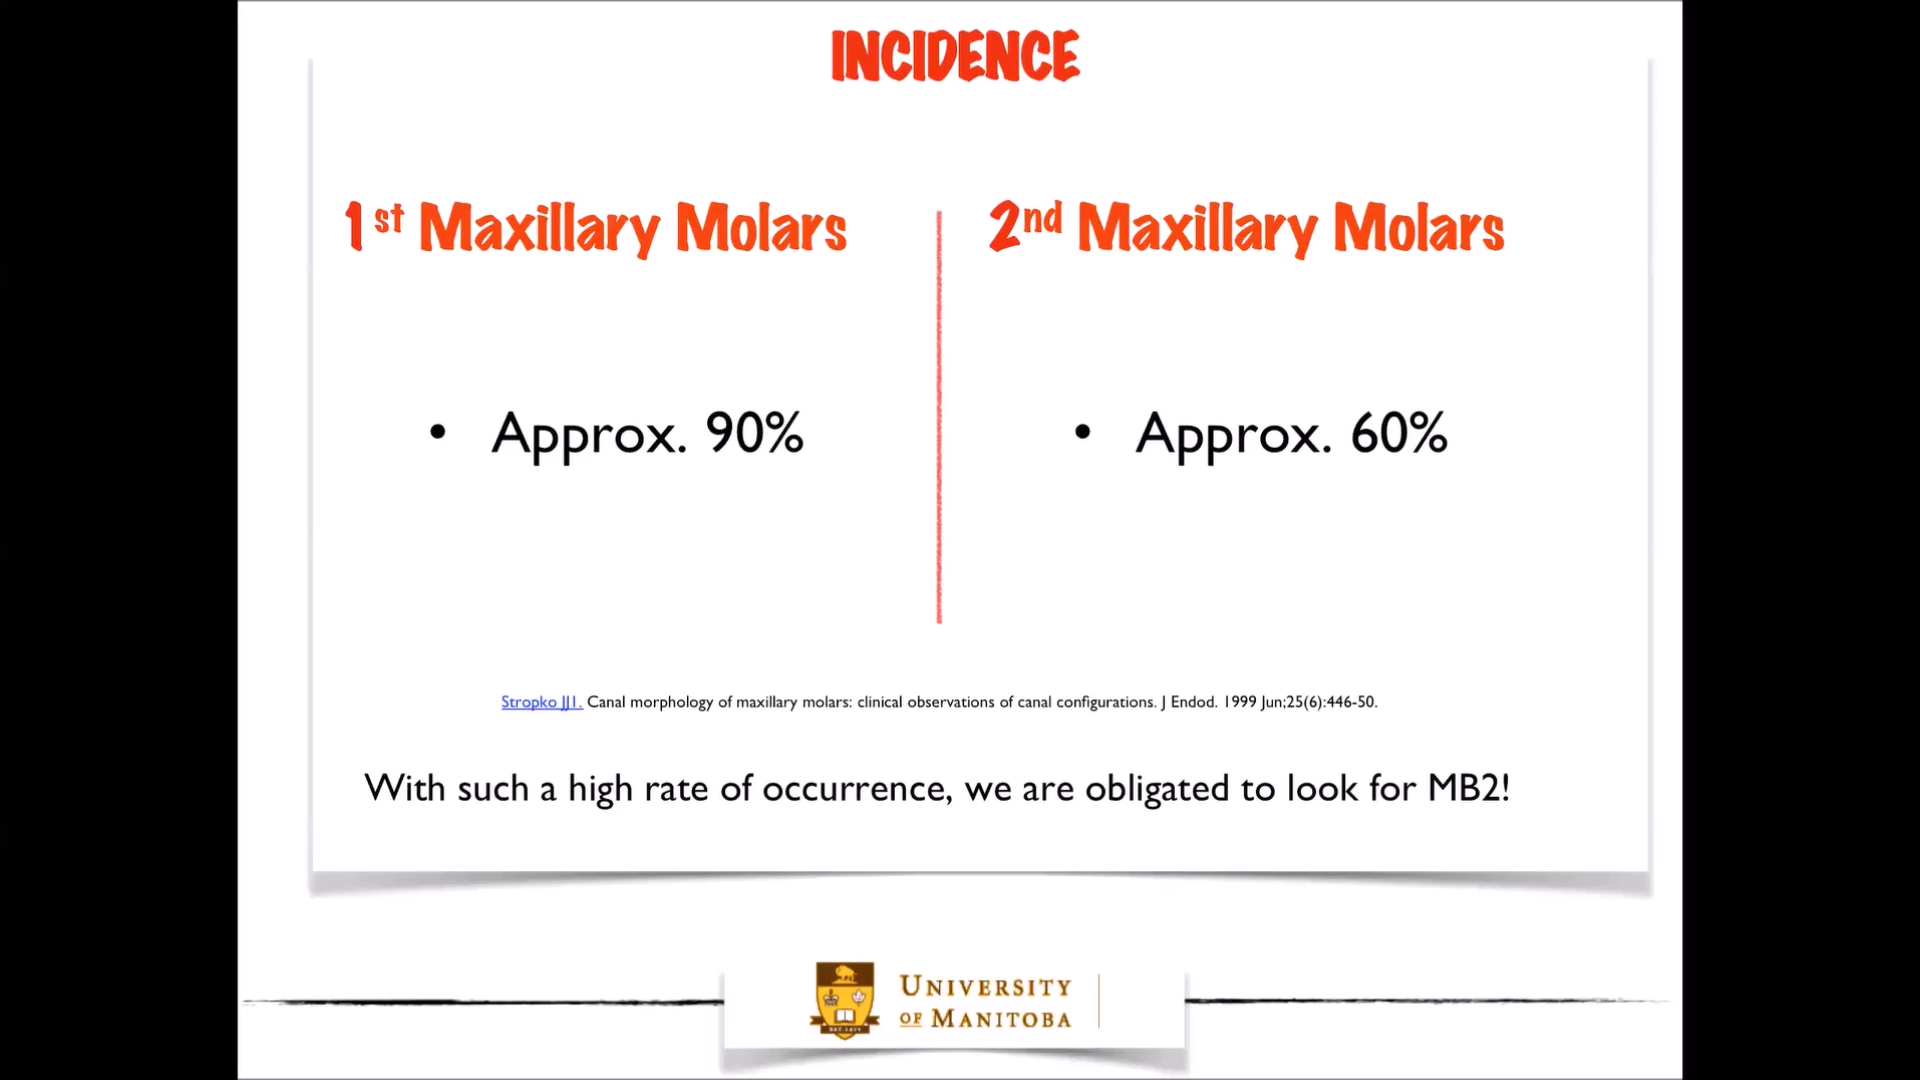 INCIDENCE
1st Maxillary Molars
2nd Maxillary Molars
• Approx. 90%
• Approx. 60%
Stropko JJ1. Canal morphology of maxillary molars: clinical observations of canal configurations. J Endod. 1999 Jun;25(6):446-50.
With such a high rate of occurrence, we are obligated to look for MB2!
UNIVERSITY
OF MANITOBA